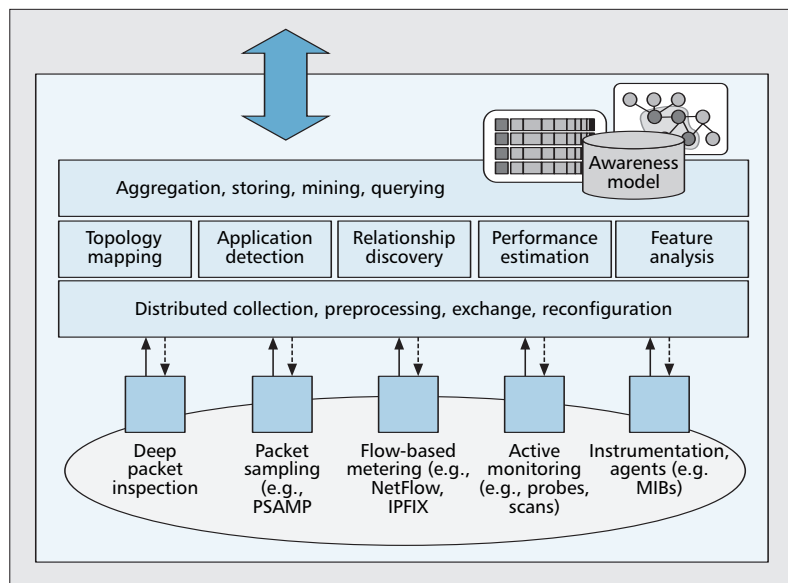 Awareness
model
Aggregation, storing, mining, querying
Topology
mapping
Application
detection
Relationship
discovery
Performance
estimation
Feature
analysis
Distributed collection, preprocessing, exchange, reconfiguration
Deep
packet
inspection
Packet
sampling
(e.g.,
PSAMP
Flow-based
metering (e.g.,
NetFlow,
IPFIX
Active
monitoring
(e.g., probes,
scans)
Instrumentation,
agents (e.g.
MIBs)